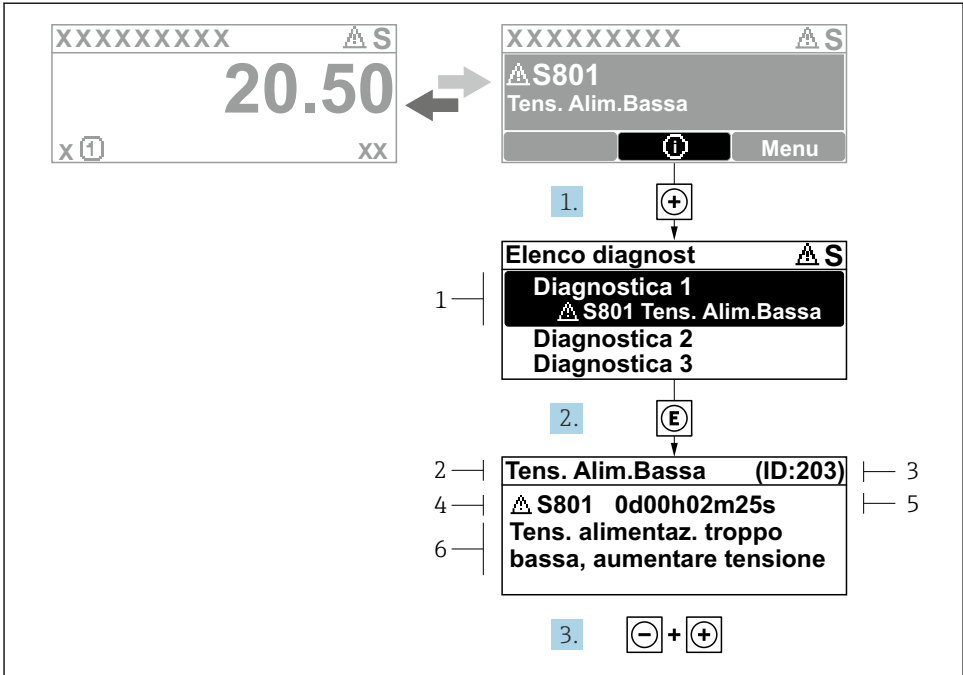 XXXXXXXXX ⚠ S
20.50
X 1 XX
XXXXXXXXX ⚠ S
⚠ S801
Tens. Alim.Bassa
i Menu
1. +
Elenco diagnost ⚠ S
1
Diagnostica 1
⚠ S801 Tens. Alim.Bassa
Diagnostica 2
Diagnostica 3
2. E
2 Tens. Alim.Bassa (ID:203) 3
4 ⚠ S801 0d00h02m25s 5
6
Tens. alimentaz. troppo
bassa, aumentare tensione
3. - + +